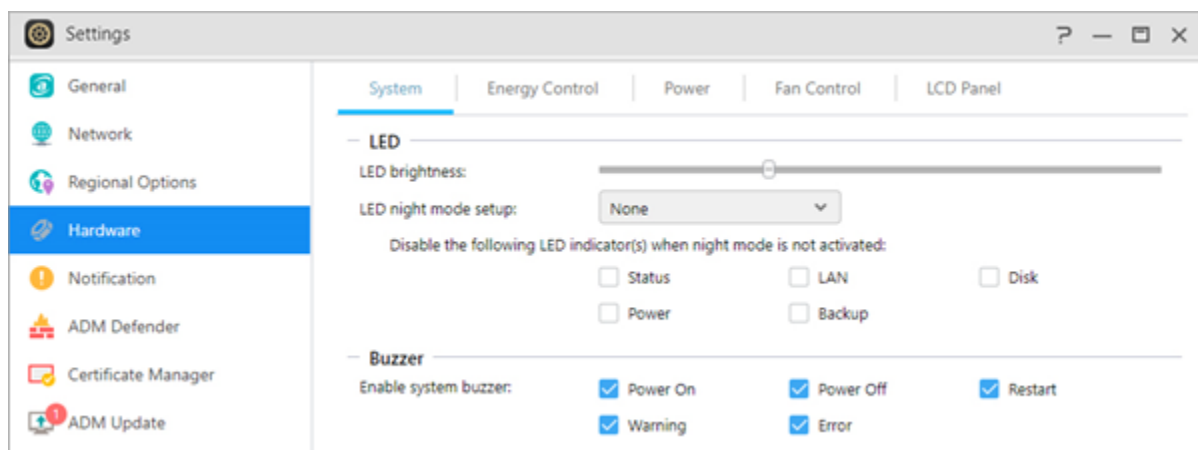 Settings
General
Network
Regional Options
Hardware
Notification
ADM Defender
Certificate Manager
1
ADM Update
System Energy Control Power Fan Control LCD Panel
LED
LED brightness:
LED night mode setup: None
Disable the following LED indicator(s) when night mode is not activated:
Status LAN Disk
Power Backup
Buzzer
Enable system buzzer: Power On Power Off Restart
Warning Error